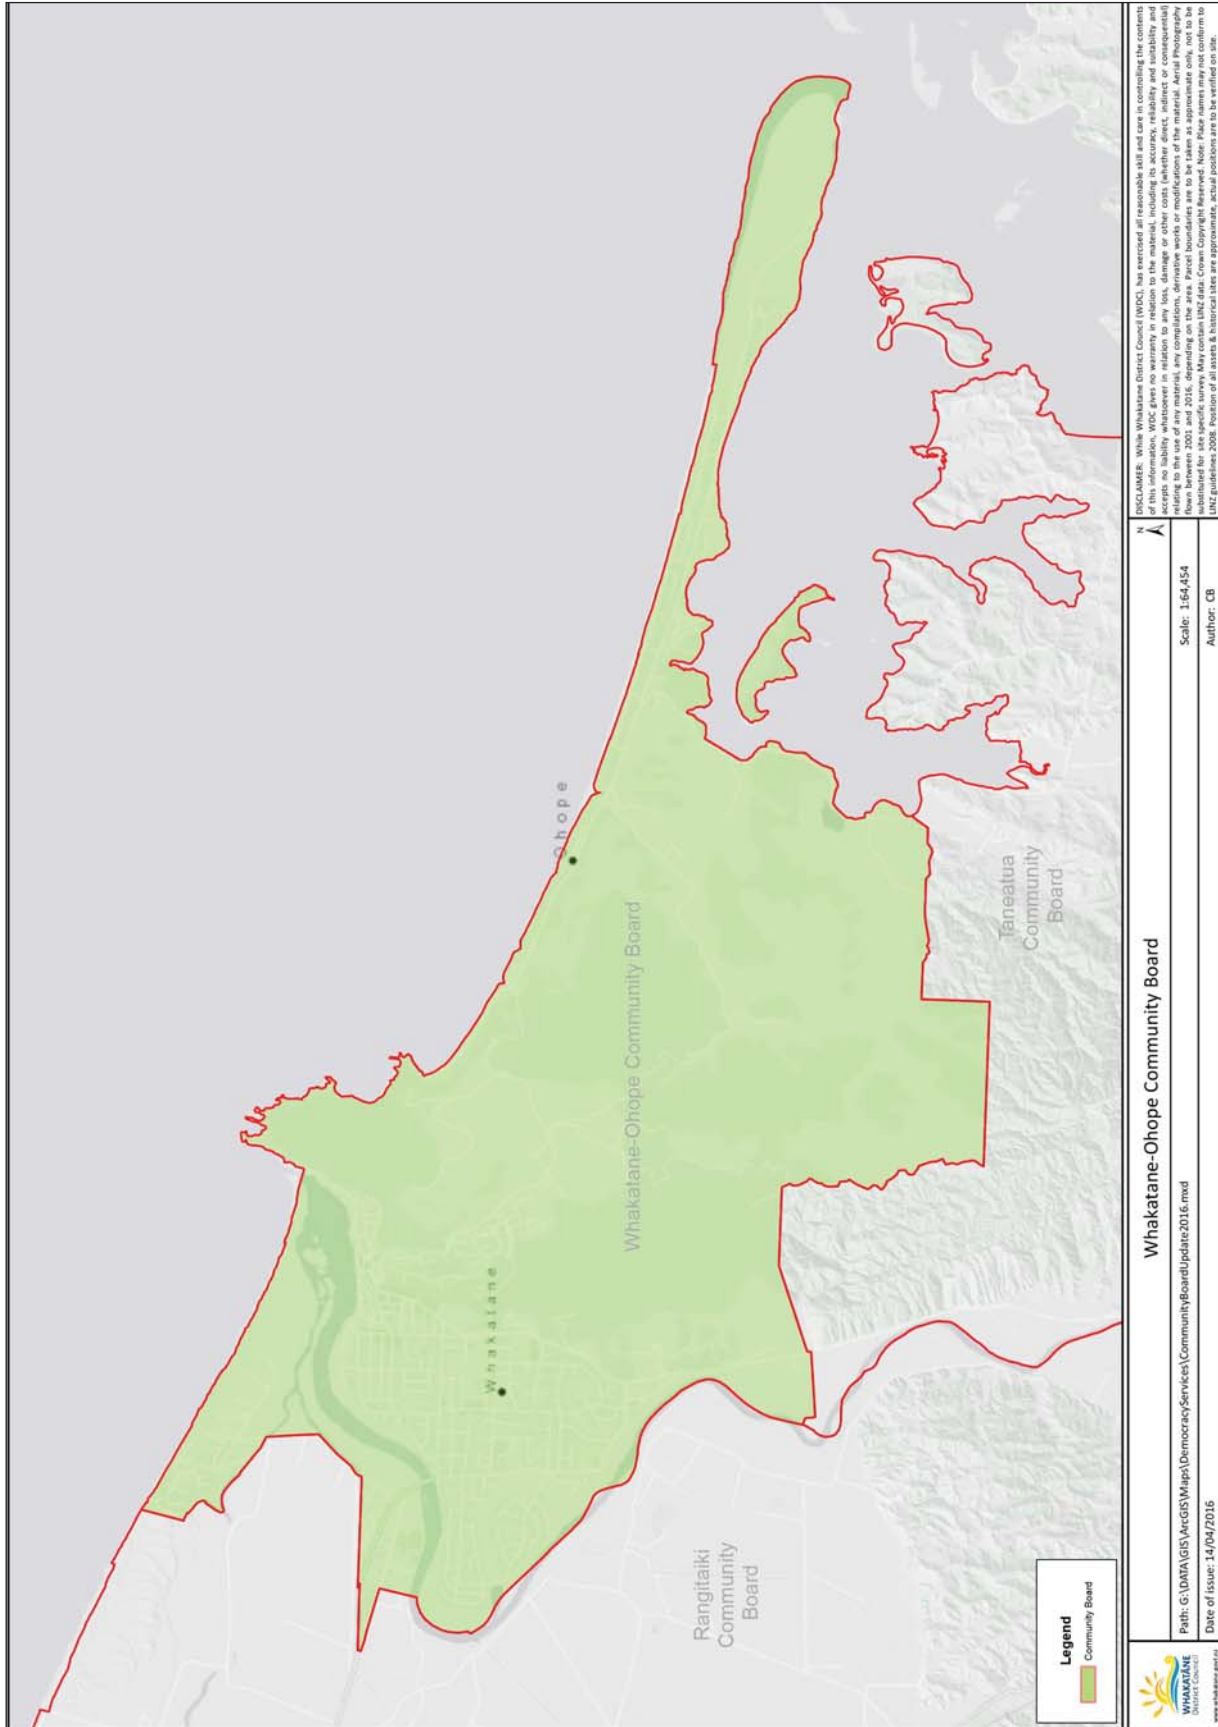 Ohope
Whakatane
Whakatane-Ohope Community Board
Taneatua
Community
Board
Rangitaiki
Community
Board
Legend
Community Board
WHAKATĀNE
District Council
Whakatane-Ohope Community Board
Path: G:\DATA\GIS\ArcGIS\Maps\DemocracyServices\CommunityBoardUpdate2016.mxd
Date of issue: 14/04/2016
Scale: 1:64,454
Author: CB
N
DISCLAIMER: While Whakatane District Council (WDC), has exercised all reasonable skill and care in controlling the contents
of this information, WDC gives no warranty in relation to the material, including its accuracy, reliability and suitability and
accepts no liability whatsoever in relation to any loss, damage or other costs (whether direct, indirect or consequential)
relating to the use of any material, any compilations, derivative works or modifications of the material. Aerial Photography
flown between 2001 and 2016, depending on the area. Parcel boundaries are to be taken as approximate only, not to be
substituted for site specific survey. May contain LINZ data: Crown Copyright Reserved. Note: Place names may not conform to
LINZ guidelines 2008. Position of all assets & historical sites are approximate, actual positions are to be verified on site.